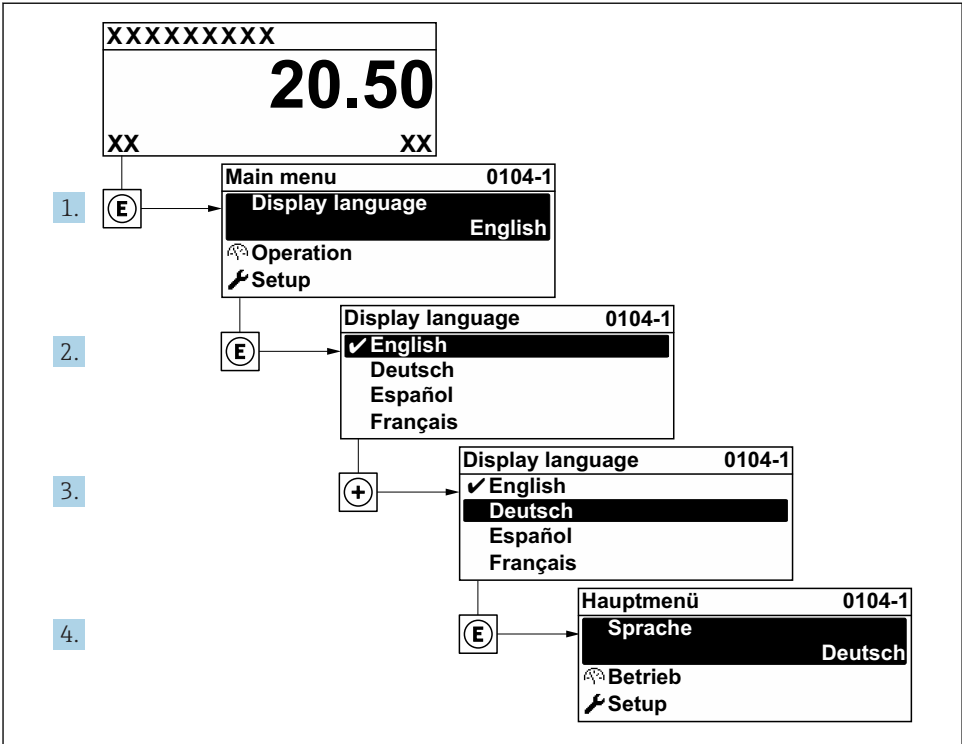 XXXXXXXXX
20.50
XX XX
Main menu 0104-1
1. E Display language
English
Operation
Setup
Display language 0104-1
2. E ✔English
Deutsch
Español
Français
Display language 0104-1
3. + ✔English
Deutsch
Español
Français
Hauptmenü 0104-1
4. E Sprache
Deutsch
Betrieb
Setup